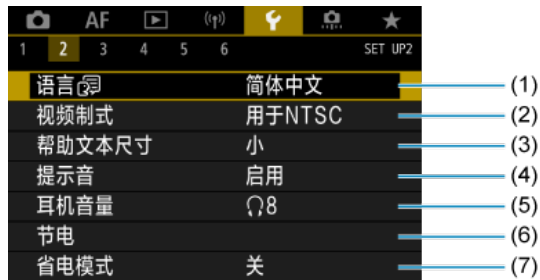 AF
1 2 3 4 5 6 SET UP2
语言 简体中文 (1)
视频制式 用于NTSC (2)
帮助文本尺寸 小 (3)
提示音 启用 (4)
耳机音量 8 (5)
节电 (6)
省电模式 关 (7)